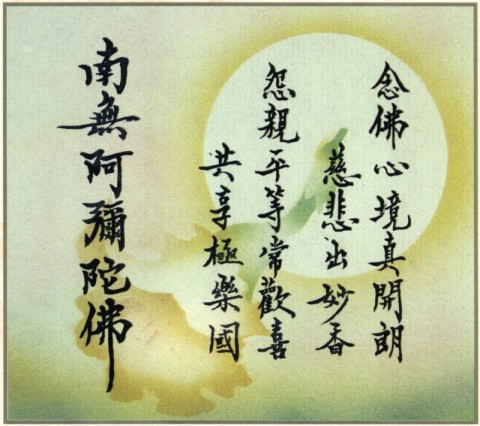 念佛心境真開朗
慈悲出妙香
怨親平等常歡喜
共享極樂國
南無阿彌陀佛